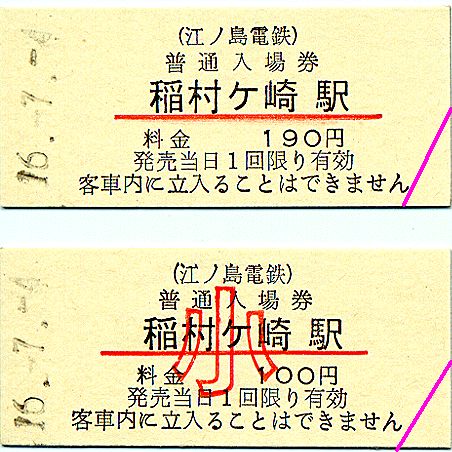 (江ノ島電鉄)
普通入場券
稲村ケ崎駅
料金 190円
発売当日1回限り有効
客車内に立入ることはできません
16.-7.-4
(江ノ島電鉄)
普通入場券
稲村ケ崎駅
小
料金 100円
発売当日1回限り有効
客車内に立入ることはできません
16.-7.-4